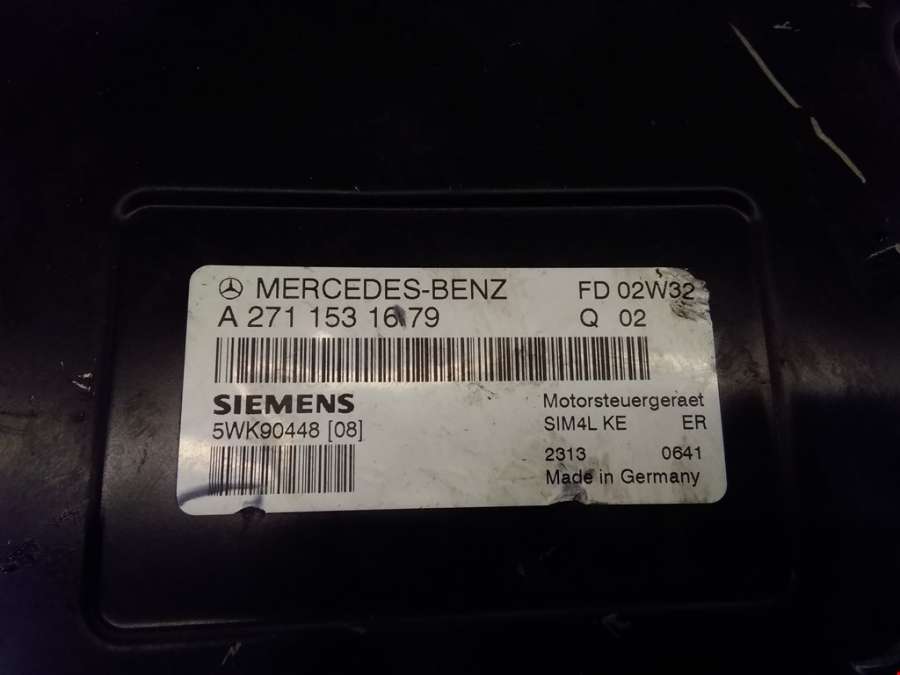 MERCEDES-BENZ FD 02W32
A 271 153 16 79 Q 02
SIEMENS Motorsteuergeraet
5WK90448 [08] SIM4L KE ER
2313 0641
Made in Germany